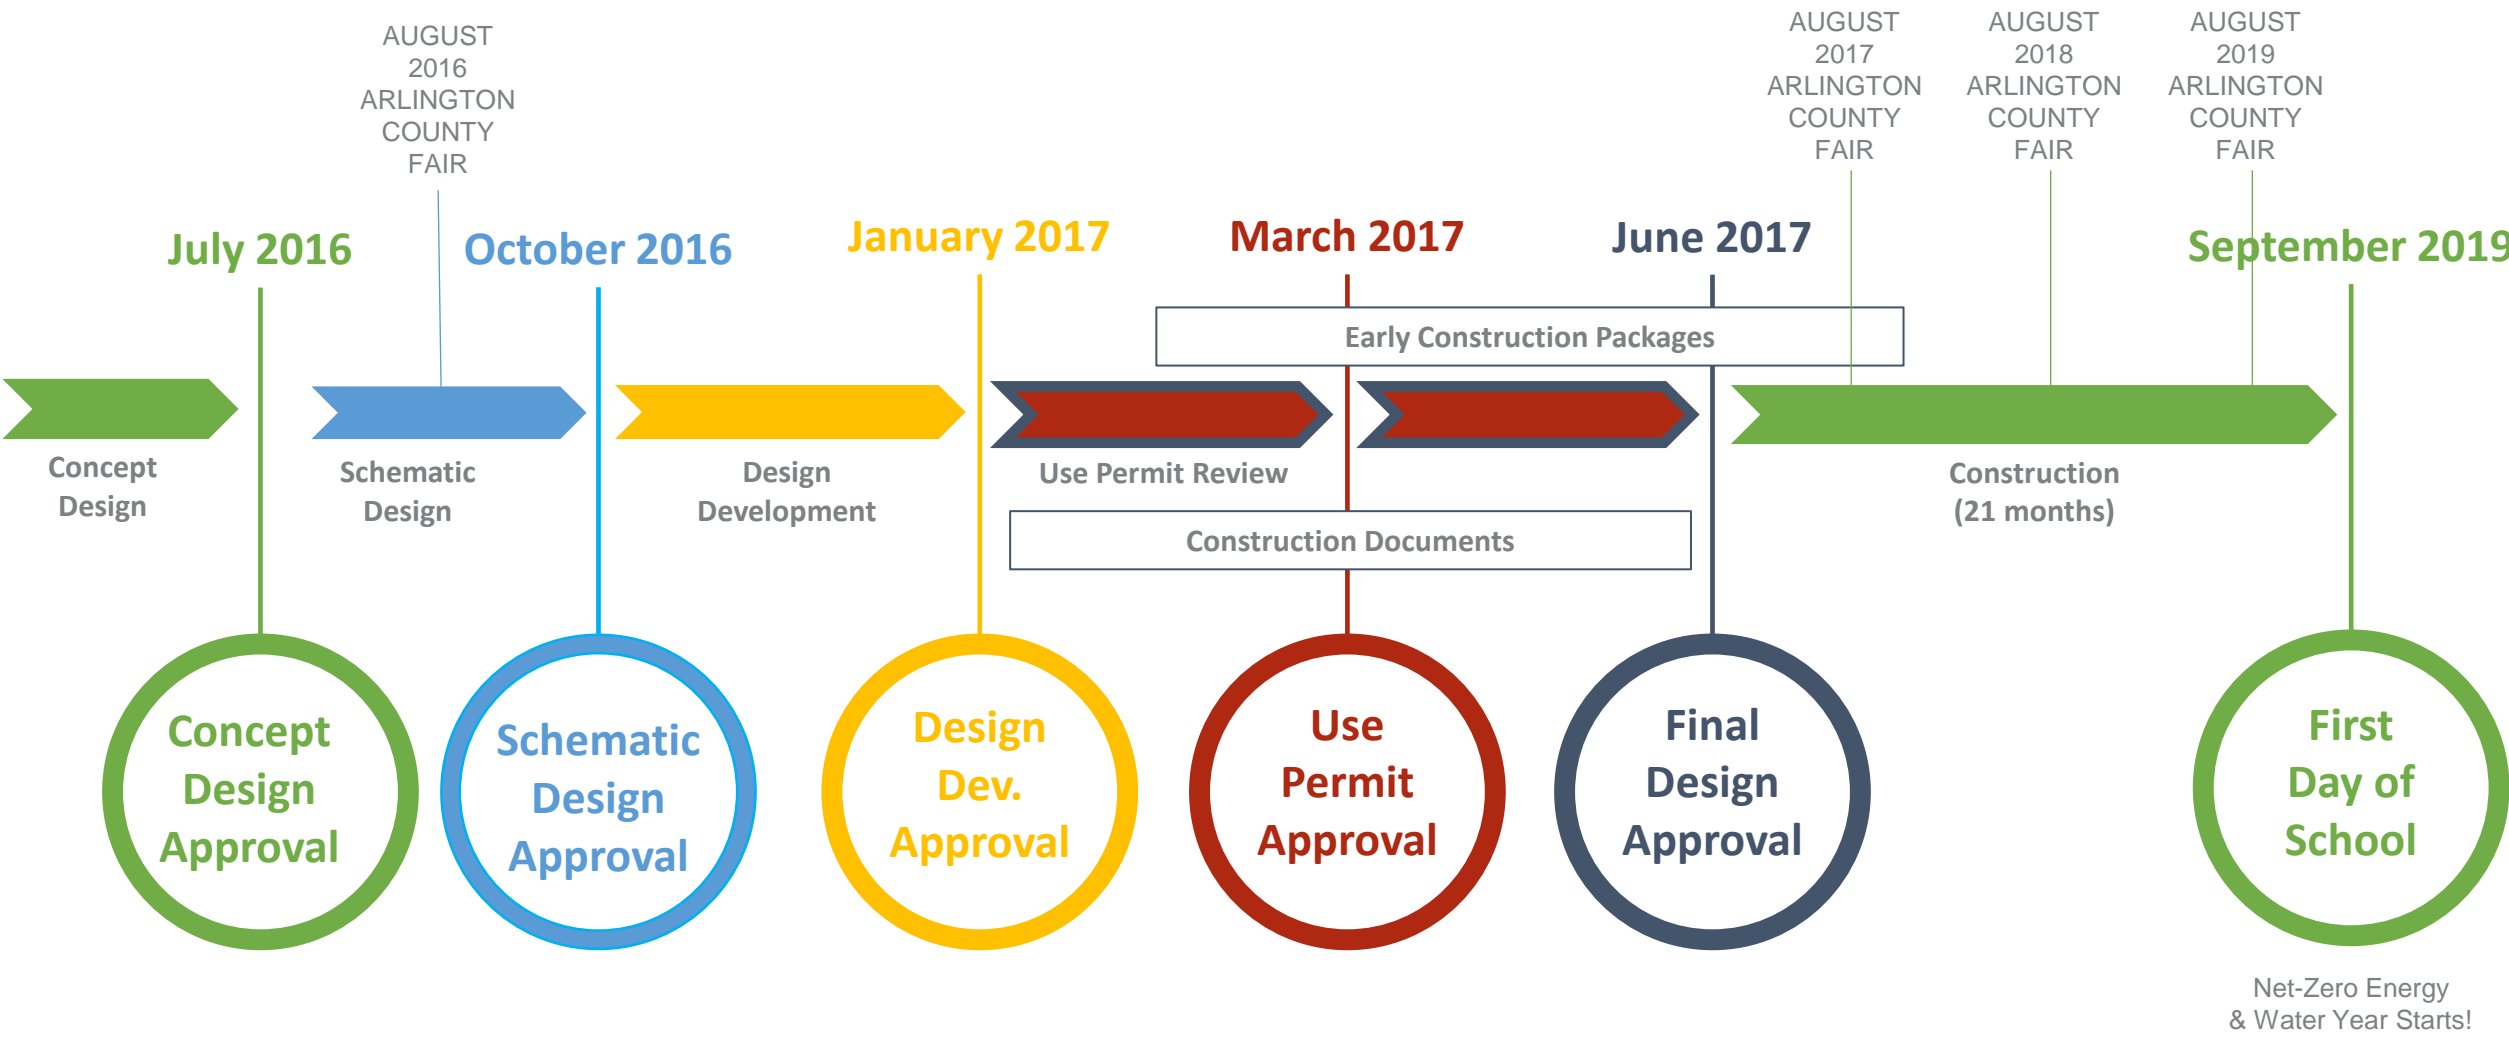 AUGUST
2016
ARLINGTON
COUNTY
FAIR
AUGUST
2017
ARLINGTON
COUNTY
FAIR
AUGUST
2018
ARLINGTON
COUNTY
FAIR
AUGUST
2019
ARLINGTON
COUNTY
FAIR
July 2016
October 2016
January 2017
March 2017
June 2017
September 2019
Early Construction Packages
Concept
Design
Schematic
Design
Design
Development
Use Permit Review
Construction
(21 months)
Construction Documents
Concept
Design
Approval
Schematic
Design
Approval
Design
Dev.
Approval
Use
Permit
Approval
Final
Design
Approval
First
Day of
School
Net-Zero Energy
& Water Year Starts!